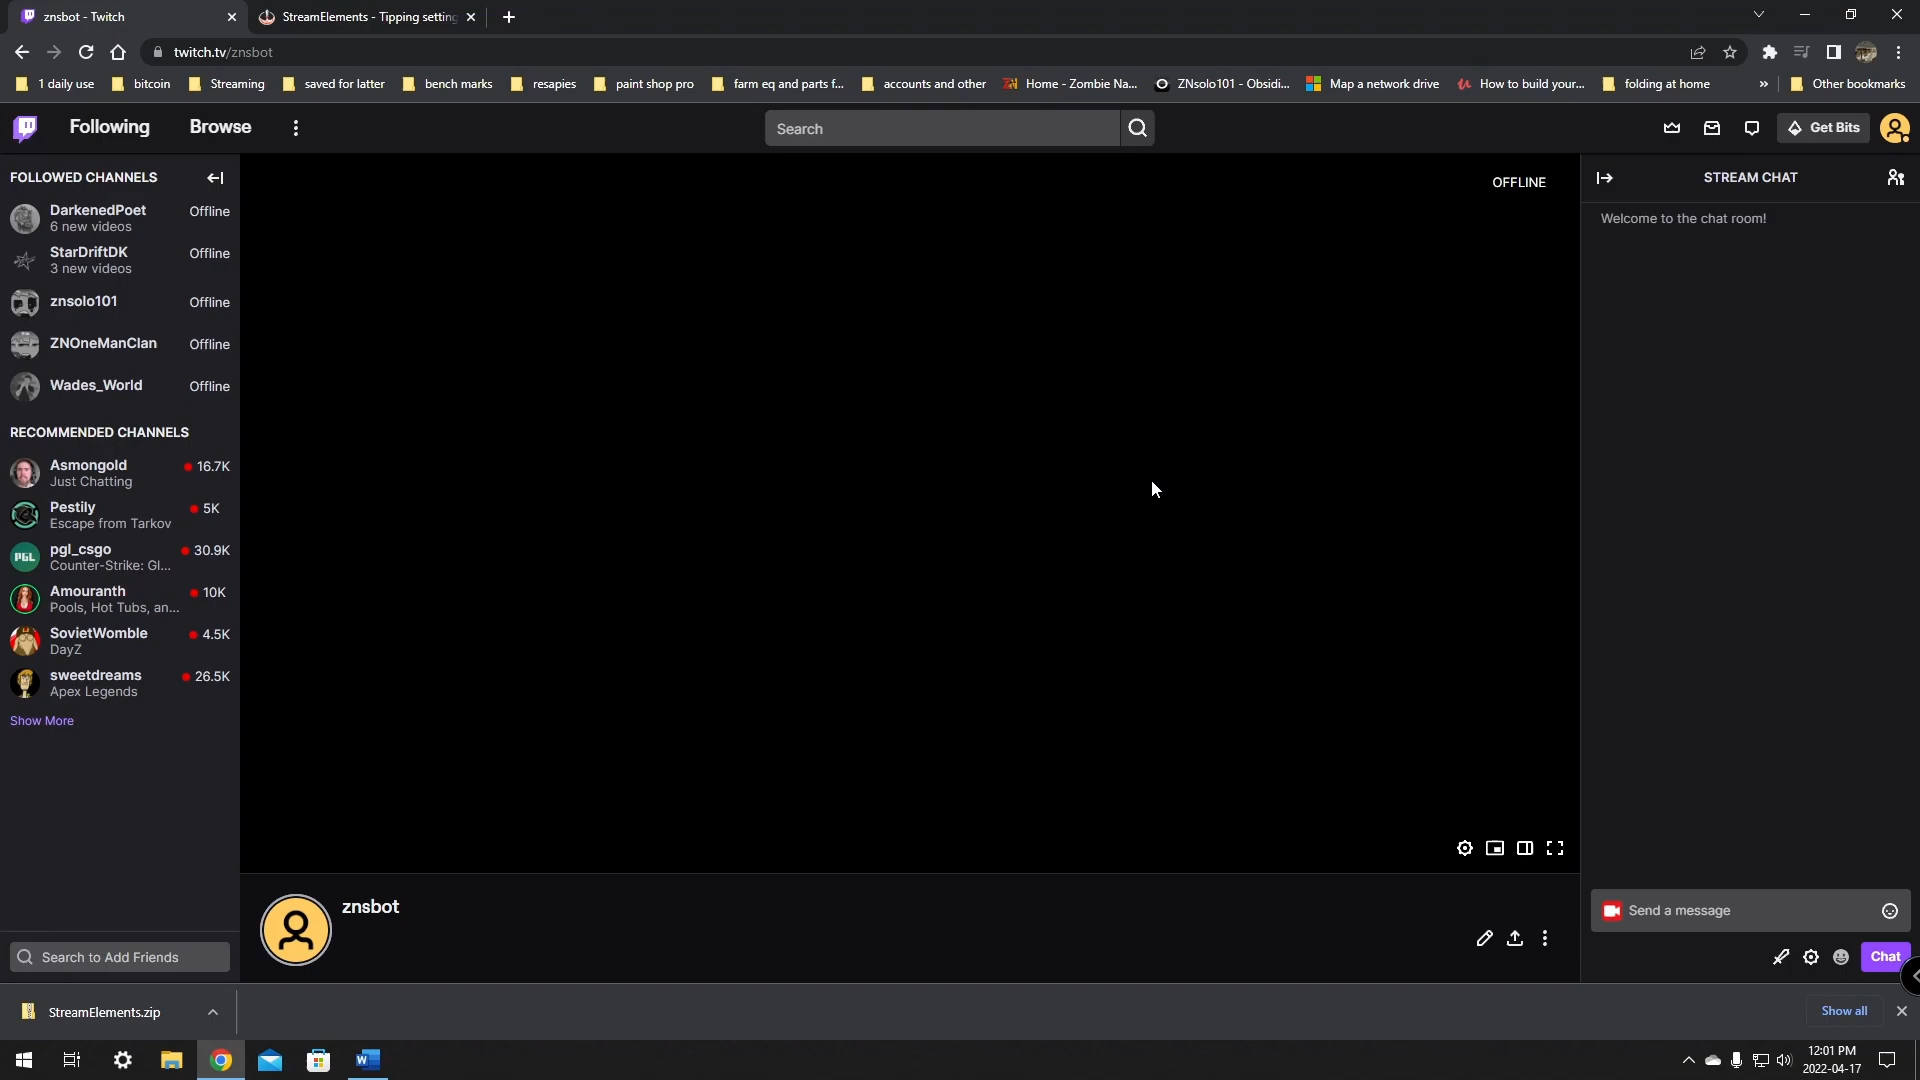 znsbot - Twitch
StreamElements - Tipping setting
twitch.tv/znsbot
1 daily use
bitcoin
Streaming
saved for latter
bench marks
resapies
paint shop pro
farm eq and parts f...
accounts and other
Home - Zombie Na...
ZNsolo101 - Obsidi...
Map a network drive
How to build your...
folding at home
»
Other bookmarks
Following
Browse
Search
Get Bits
FOLLOWED CHANNELS
DarkenedPoet
Offline
6 new videos
StarDriftDK
Offline
3 new videos
znsolo101
Offline
ZNOneManClan
Offline
Wades_World
Offline
RECOMMENDED CHANNELS
Asmongold
16.7K
Just Chatting
Pestily
5K
Escape from Tarkov
PGL
pgl_csgo
30.9K
Counter-Strike: Gl...
Amouranth
10K
Pools, Hot Tubs, an...
SovietWomble
4.5K
DayZ
sweetdreams
26.5K
Apex Legends
Show More
Search to Add Friends
OFFLINE
znsbot
STREAM CHAT
Welcome to the chat room!
Send a message
Chat
StreamElements.zip
Show all
12:01 PM
2022-04-17